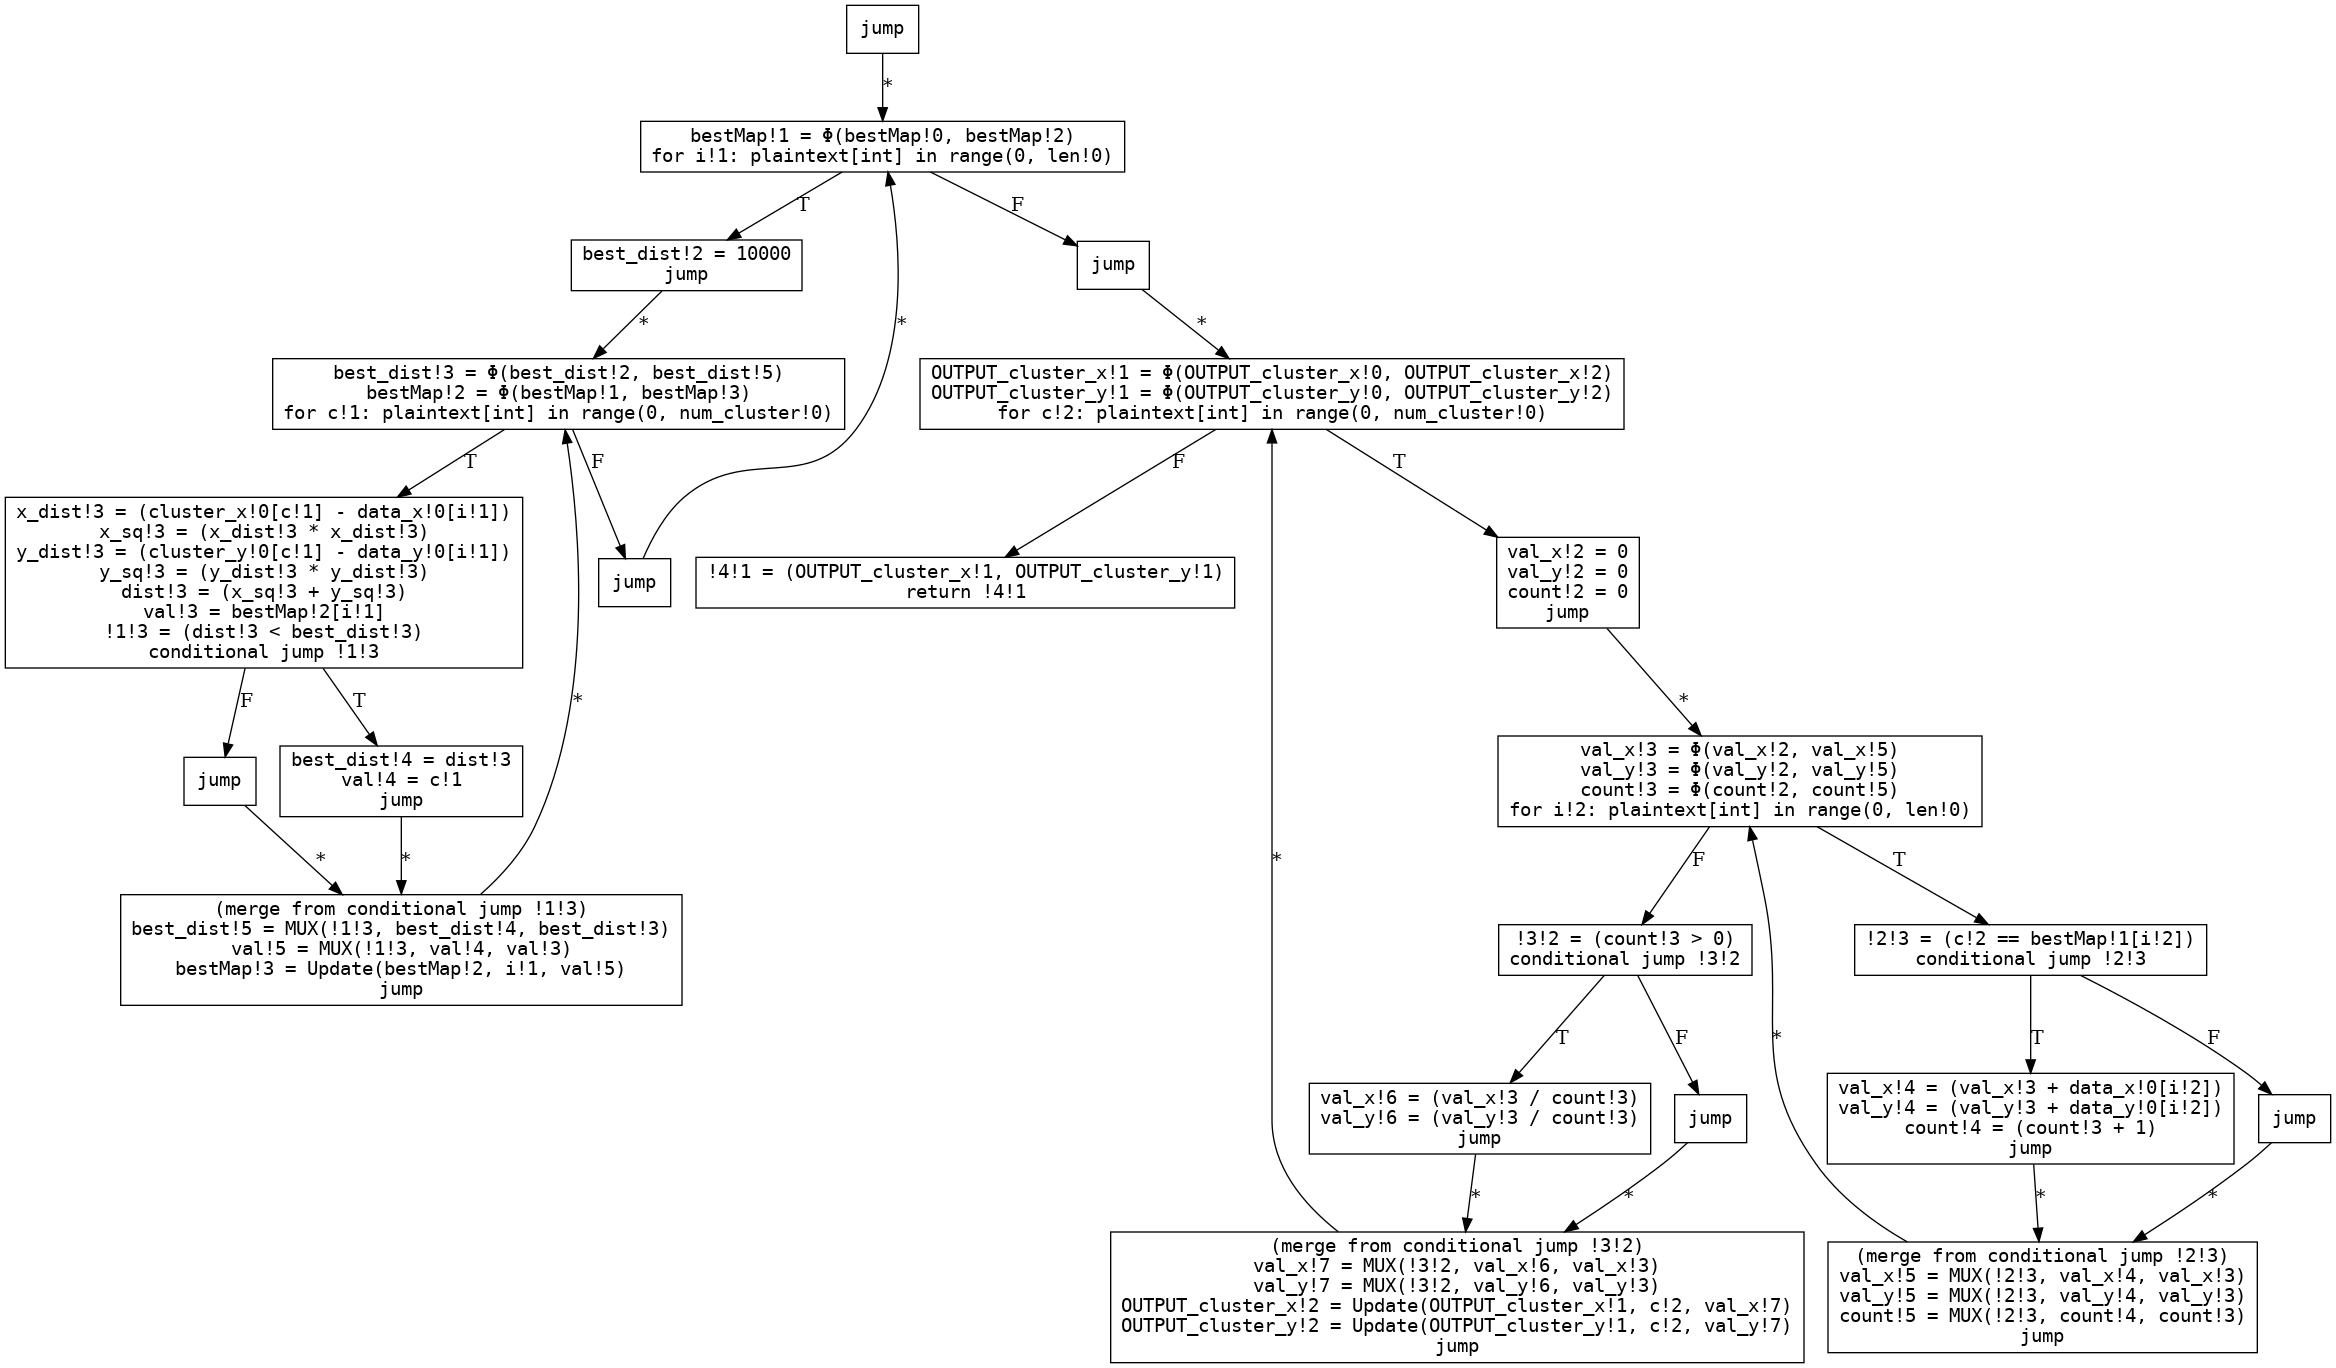 jump
*
bestMap!1 = Φ(bestMap!0, bestMap!2)
for i!1: plaintext[int] in range(0, len!0)
T
F
best_dist!2 = 10000
jump
jump
*
*
*
best_dist!3 = Φ(best_dist!2, best_dist!5)
bestMap!2 = Φ(bestMap!1, bestMap!3)
for c!1: plaintext[int] in range(0, num_cluster!0)
OUTPUT_cluster_x!1 = Φ(OUTPUT_cluster_x!0, OUTPUT_cluster_x!2)
OUTPUT_cluster_y!1 = Φ(OUTPUT_cluster_y!0, OUTPUT_cluster_y!2)
for c!2: plaintext[int] in range(0, num_cluster!0)
T
F
F
T
x_dist!3 = (cluster_x!0[c!1] - data_x!0[i!1])
x_sq!3 = (x_dist!3 * x_dist!3)
y_dist!3 = (cluster_y!0[c!1] - data_y!0[i!1])
y_sq!3 = (y_dist!3 * y_dist!3)
dist!3 = (x_sq!3 + y_sq!3)
val!3 = bestMap!2[i!1]
!1!3 = (dist!3 < best_dist!3)
conditional jump !1!3
jump
!4!1 = (OUTPUT_cluster_x!1, OUTPUT_cluster_y!1)
return !4!1
val_x!2 = 0
val_y!2 = 0
count!2 = 0
jump
F
T
*
*
jump
best_dist!4 = dist!3
val!4 = c!1
jump
val_x!3 = Φ(val_x!2, val_x!5)
val_y!3 = Φ(val_y!2, val_y!5)
count!3 = Φ(count!2, count!5)
for i!2: plaintext[int] in range(0, len!0)
*
*
*
F
T
(merge from conditional jump !1!3)
best_dist!5 = MUX(!1!3, best_dist!4, best_dist!3)
val!5 = MUX(!1!3, val!4, val!3)
bestMap!3 = Update(bestMap!2, i!1, val!5)
jump
!3!2 = (count!3 > 0)
conditional jump !3!2
!2!3 = (c!2 == bestMap!1[i!2])
conditional jump !2!3
T
F
*
T
F
val_x!6 = (val_x!3 / count!3)
val_y!6 = (val_y!3 / count!3)
jump
jump
val_x!4 = (val_x!3 + data_x!0[i!2])
val_y!4 = (val_y!3 + data_y!0[i!2])
count!4 = (count!3 + 1)
jump
jump
*
*
*
*
(merge from conditional jump !3!2)
val_x!7 = MUX(!3!2, val_x!6, val_x!3)
val_y!7 = MUX(!3!2, val_y!6, val_y!3)
OUTPUT_cluster_x!2 = Update(OUTPUT_cluster_x!1, c!2, val_x!7)
OUTPUT_cluster_y!2 = Update(OUTPUT_cluster_y!1, c!2, val_y!7)
jump
(merge from conditional jump !2!3)
val_x!5 = MUX(!2!3, val_x!4, val_x!3)
val_y!5 = MUX(!2!3, val_y!4, val_y!3)
count!5 = MUX(!2!3, count!4, count!3)
jump